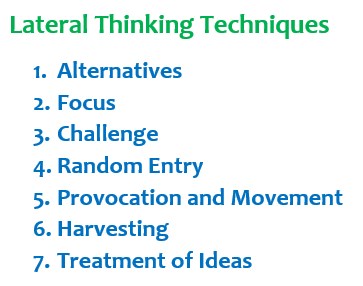 Lateral Thinking Techniques
1. Alternatives
2. Focus
3. Challenge
4. Random Entry
5. Provocation and Movement
6. Harvesting
7. Treatment of Ideas